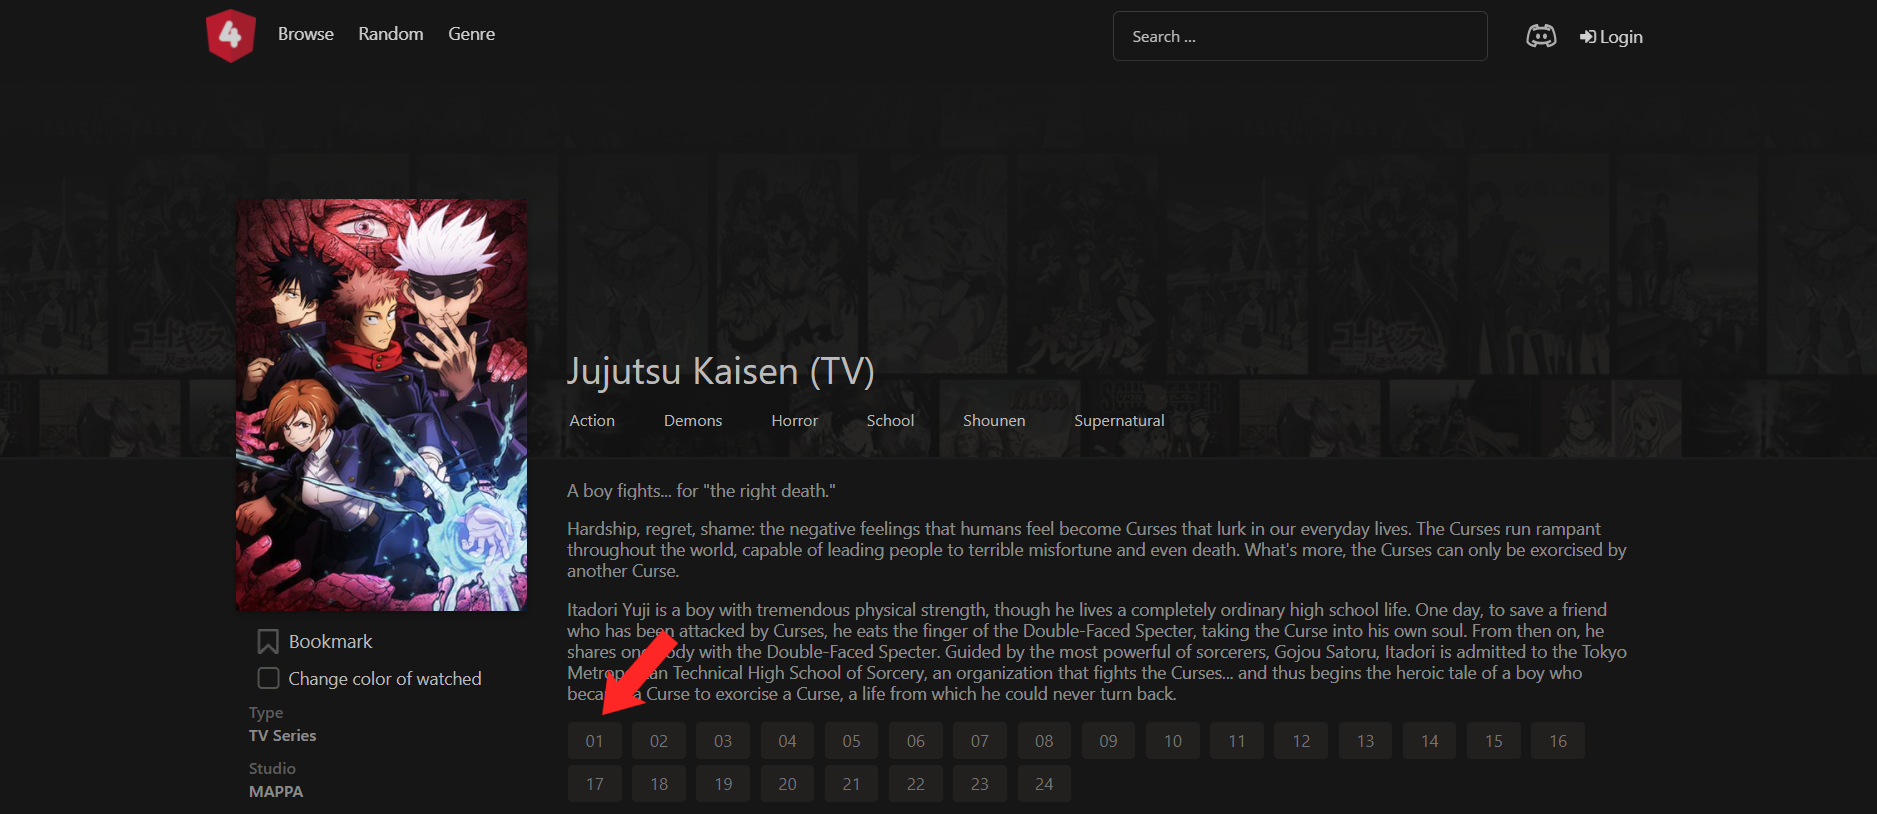 4 Browse Random Genre Search ... Login
Jujutsu Kaisen (TV)
Action Demons Horror School Shounen Supernatural
A boy fights... for "the right death."
Hardship, regret, shame: the negative feelings that humans feel become Curses that lurk in our everyday lives. The Curses run rampant
throughout the world, capable of leading people to terrible misfortune and even death. What's more, the Curses can only be exorcised by
another Curse.
Itadori Yuji is a boy with tremendous physical strength, though he lives a completely ordinary high school life. One day, to save a friend
who has been attacked by Curses, he eats the finger of the Double-Faced Specter, taking the Curse into his own soul. From then on, he
shares one body with the Double-Faced Specter. Guided by the most powerful of sorcerers, Gojou Satoru, Itadori is admitted to the Tokyo
Metropolitan Technical High School of Sorcery, an organization that fights the Curses... and thus begins the heroic tale of a boy who
became a Curse to exorcise a Curse, a life from which he could never turn back.
Bookmark
Change color of watched
Type
TV Series
Studio
MAPPA
01 02 03 04 05 06 07 08 09 10 11 12 13 14 15 16
17 18 19 20 21 22 23 24